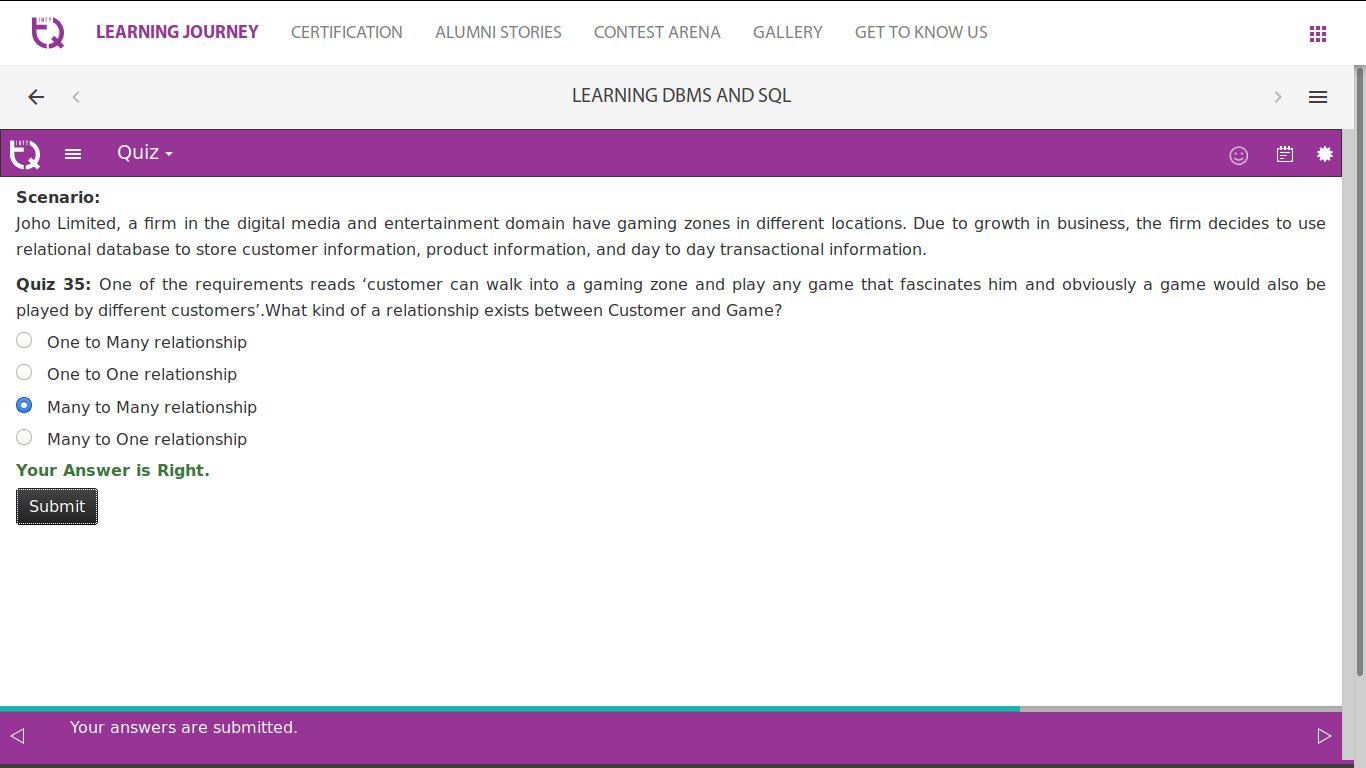 INFY
TQ
LEARNING JOURNEY CERTIFICATION ALUMNI STORIES CONTEST ARENA GALLERY GET TO KNOW US
LEARNING DBMS AND SQL
INFY
TQ
Quiz
Scenario:
Joho Limited, a firm in the digital media and entertainment domain have gaming zones in different locations. Due to growth in business, the firm decides to use
relational database to store customer information, product information, and day to day transactional information.
Quiz 35: One of the requirements reads ‘customer can walk into a gaming zone and play any game that fascinates him and obviously a game would also be
played by different customers’.What kind of a relationship exists between Customer and Game?
One to Many relationship
One to One relationship
Many to Many relationship
Many to One relationship
Your Answer is Right.
Submit
Your answers are submitted.